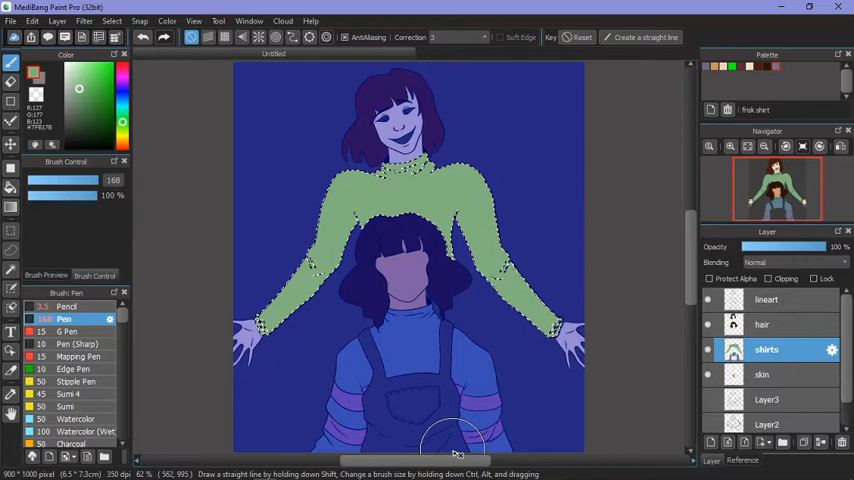 MediBang Paint Pro (32bit)
File Edit Layer Filter Select Snap Color View Tool Window Cloud Help
AntiAliasing Correction 3 Soft Edge Key Reset Create a straight line
Color
Untitled
R:127
G:177
B:123
#7FB17B
Brush Control
168
100 %
Brush Preview Brush Control
Brush: Pen
3.5 Pencil
168 Pen
15 G Pen
10 Pen (Sharp)
15 Mapping Pen
10 Edge Pen
50 Stipple Pen
45 Sumi 4
50 Sumi
50 Watercolor
100 Watercolor (Wet
50 Charcoal
Palette
frisk shirt
Navigator
Layer
Opacity 100 %
Blending Normal
Protect Alpha Clipping Lock
lineart
hair
shirts
skin
Layer3
Layer2
Layer Reference
900 * 1000 pixel (6.5 * 7.3cm) 350 dpi 62 % (562, 995) Draw a straight line by holding down Shift, Change a brush size by holding down Ctrl, Alt, and dragging